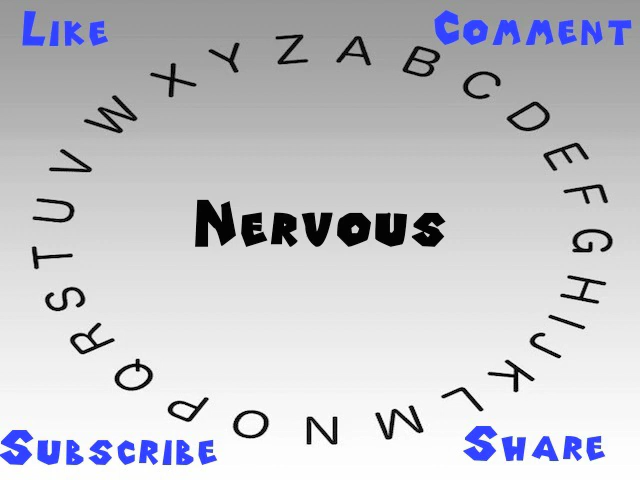 Like
Comment
A B C D E F G H I J K L M N O P Q R S T U V W X Y Z
Nervous
Subscribe
Share